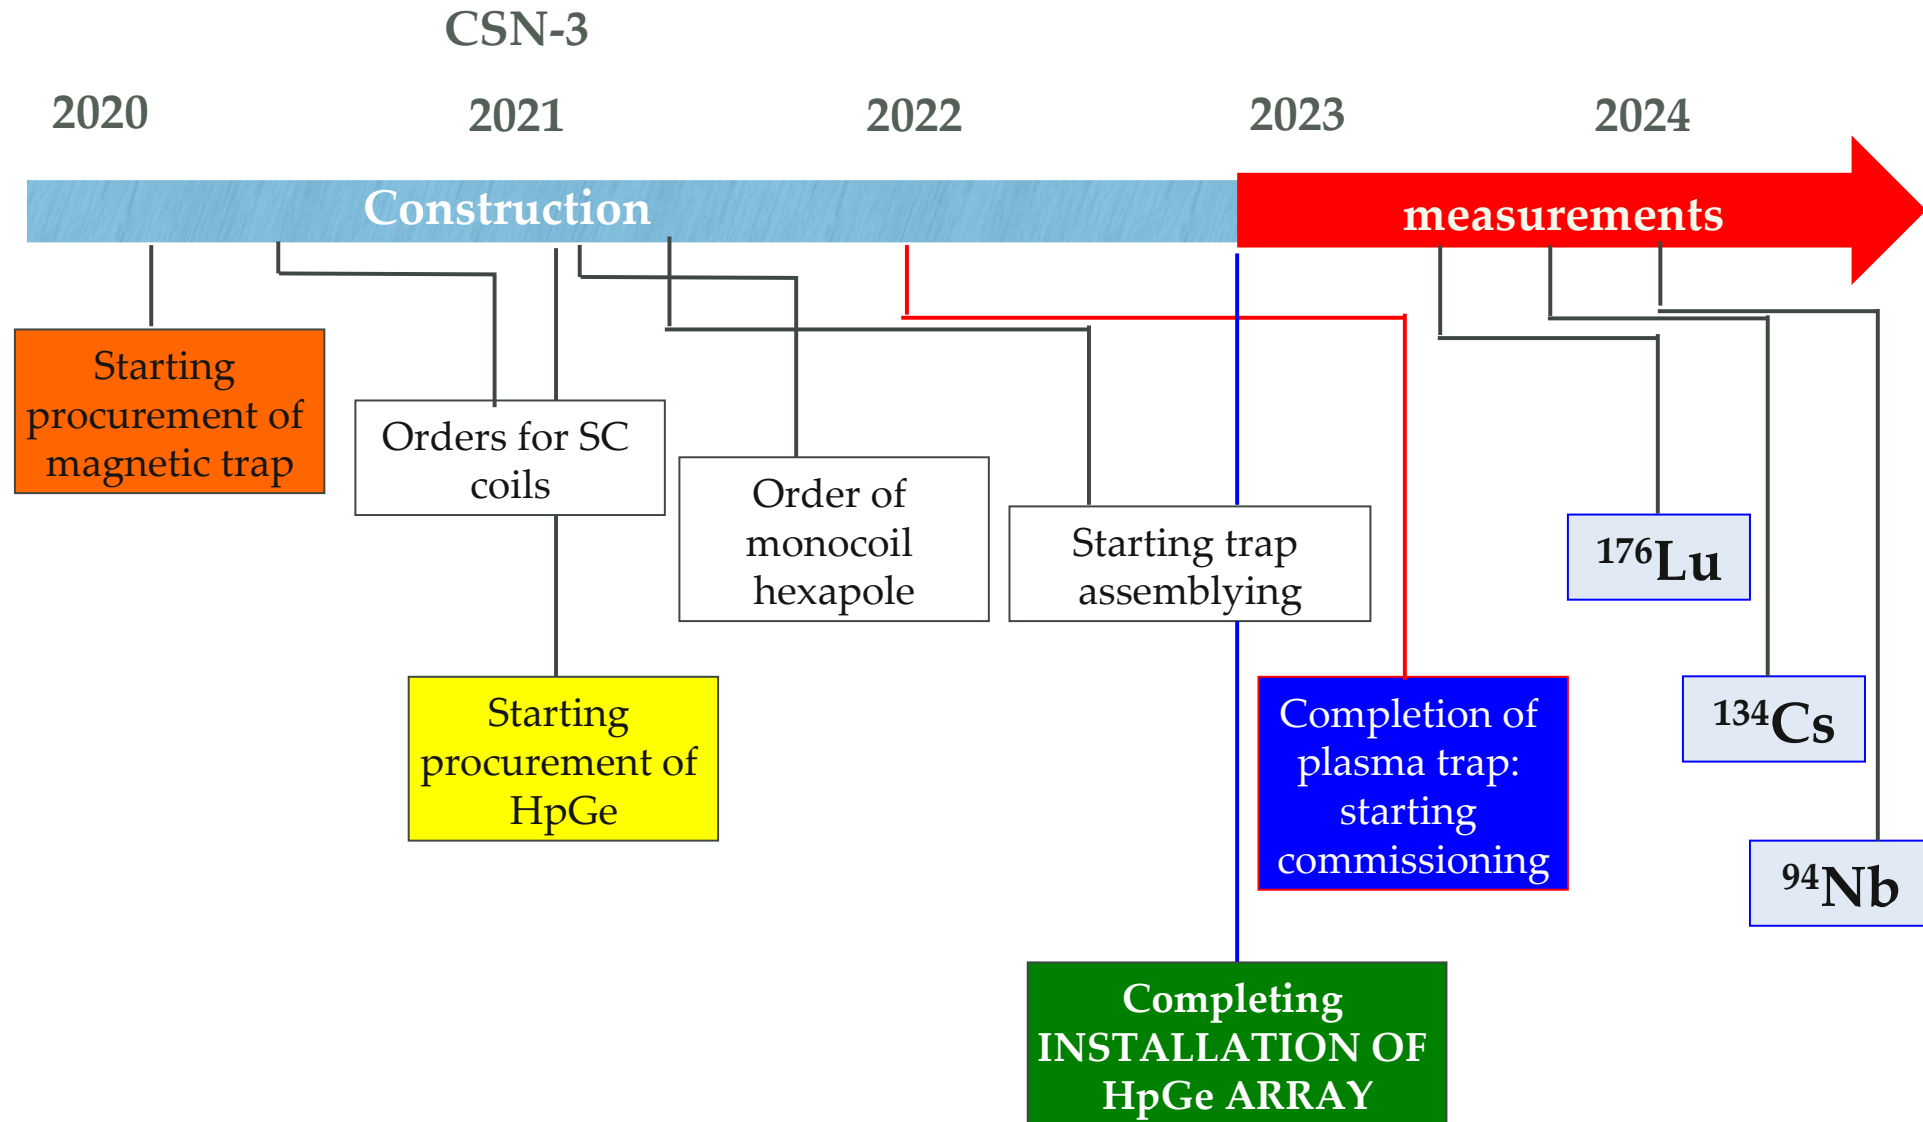 CSN-3
2020
2021
2022
2023
2024
Construction
measurements
Starting
procurement of
magnetic trap
Orders for SC
coils
Order of
monocoil
hexapole
Starting trap
assemblying
¹⁷⁶Lu
Starting
procurement of
HpGe
Completion of
plasma trap:
starting
commissioning
¹³⁴Cs
⁹⁴Nb
Completing
INSTALLATION OF
HpGe ARRAY